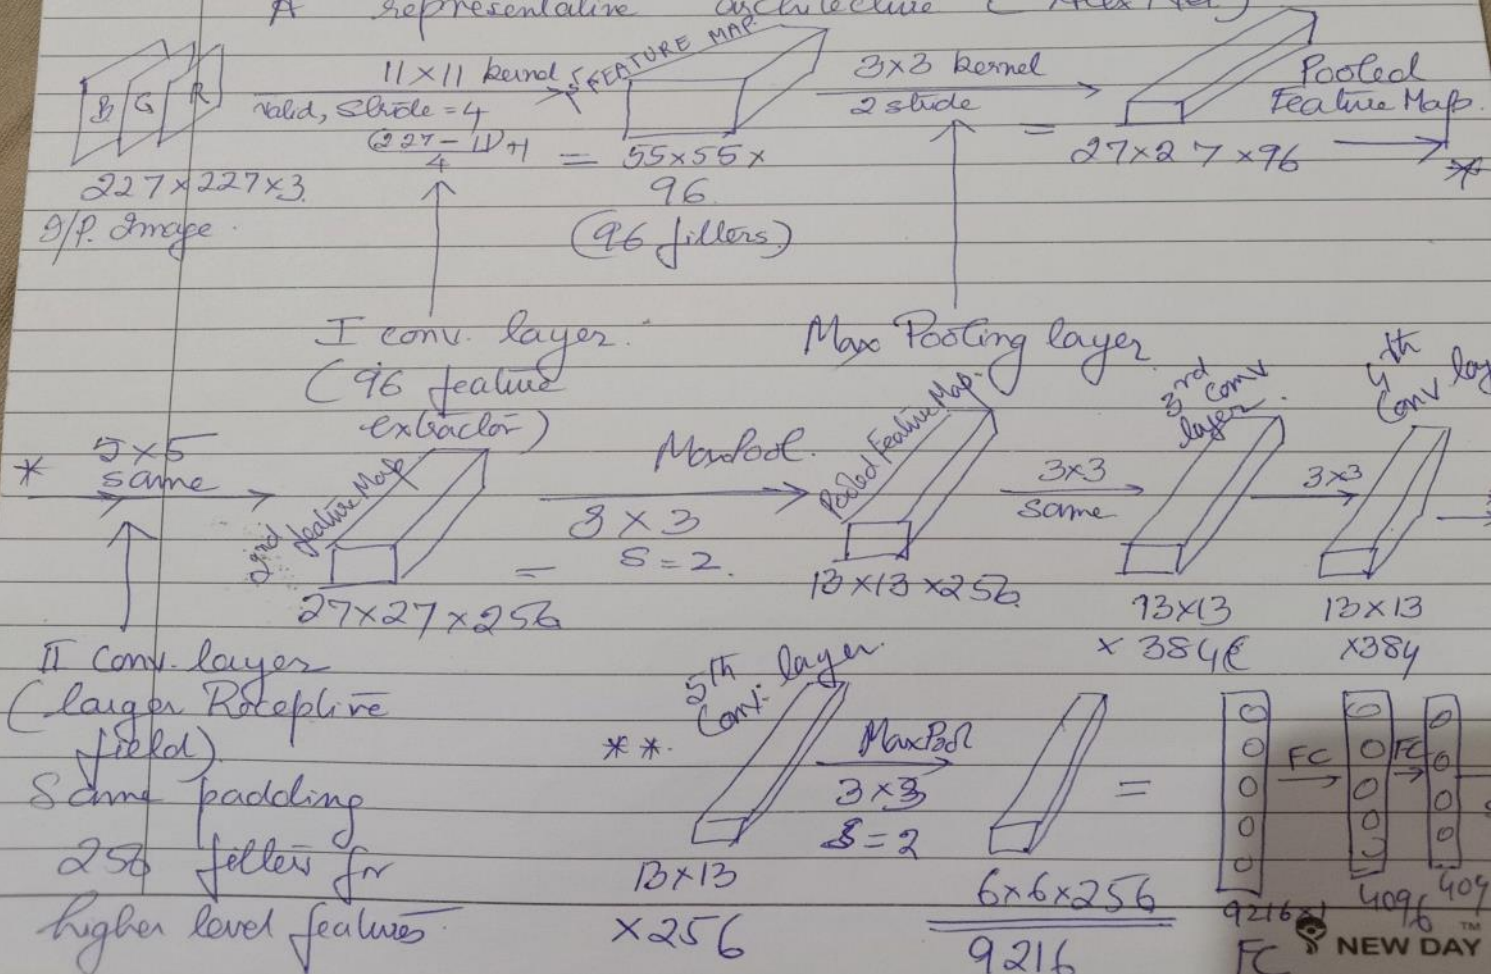 A representative architecture (AlexNet)
B G R
11×11 kernel
Valid, Stride = 4
(227-11)/4 +1
=
227×227×3
I/P. Image
FEATURE MAP
55×55×
96
(96 filters)
3×3 kernel
2 stride
=
27×27×96
Pooled
Feature Map.
*
I conv. layer.
(96 feature
extractor)
Max Pooling layer
* 5×5
same
2nd
feature Map
=
27×27×256
MaxPool.
3×3
S=2.
Pooled Feature Map.
13×13×256
3×3
Same
3rd Conv
layer.
13×13
×384
3×3
4th
Conv
13×13
×384
II Conv. layer
(larger Receptive
field)
Same padding
256 filters for
higher level features.
**.
5th layer.
Conv.
13×13
×256
MaxPool
3×3
S=2
6×6×256
9216
=
9216×1
FC
FC
4096
FC
409
NEW DAY ™